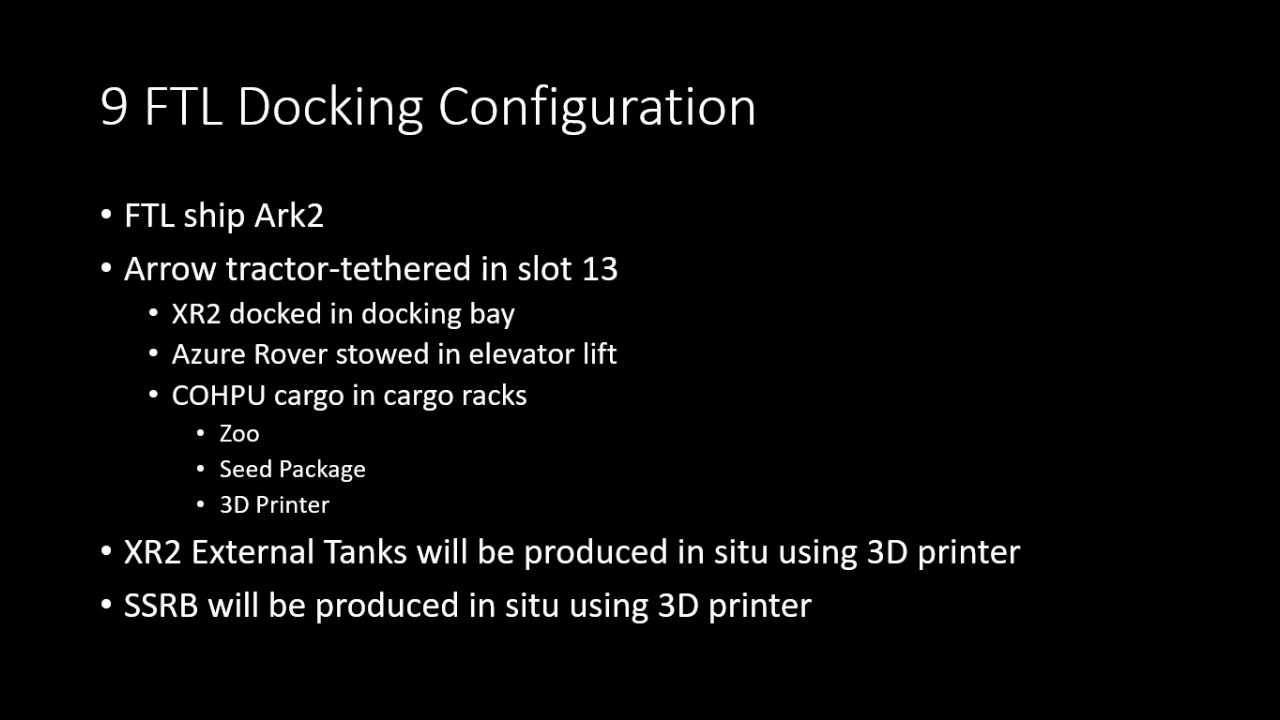 9 FTL Docking Configuration
• FTL ship Ark2
• Arrow tractor-tethered in slot 13
• XR2 docked in docking bay
• Azure Rover stowed in elevator lift
• COHPU cargo in cargo racks
• Zoo
• Seed Package
• 3D Printer
• XR2 External Tanks will be produced in situ using 3D printer
• SSRB will be produced in situ using 3D printer